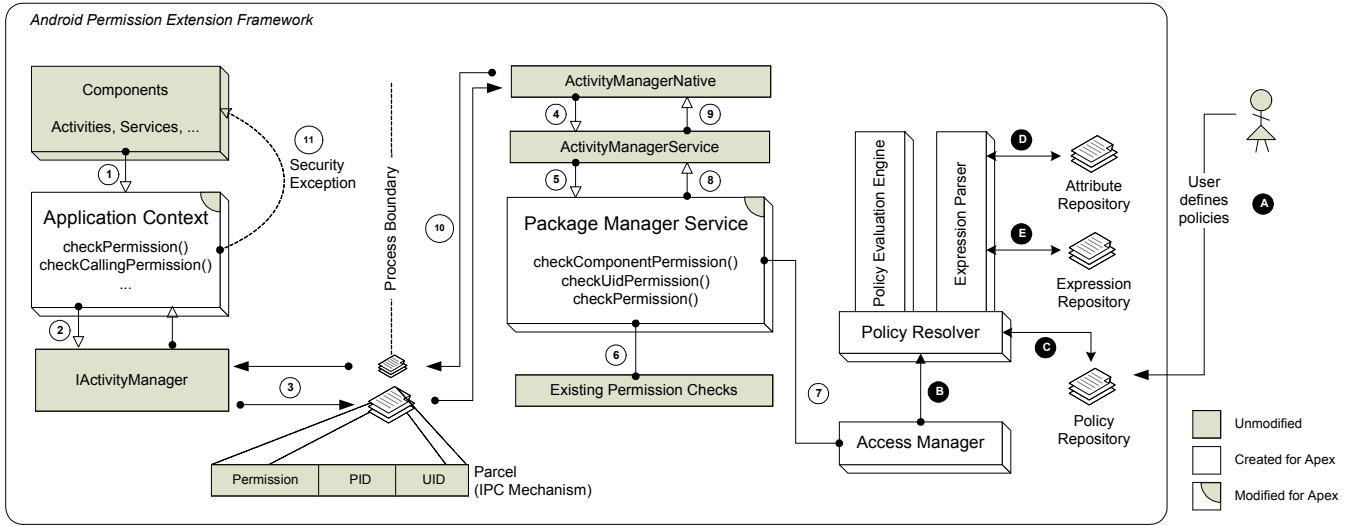 Android Permission Extension Framework
Components
Activities, Services, ...
11
Security
Exception
1
Application Context
checkPermission()
checkCallingPermission()
...
2
IActivityManager
3
Process Boundary
10
Permission
PID
UID
Parcel
(IPC Mechanism)
ActivityManagerNative
4
9
ActivityManagerService
5
8
Package Manager Service
checkComponentPermission()
checkUidPermission()
checkPermission()
6
Existing Permission Checks
7
Policy Evaluation Engine
Expression Parser
D
Attribute
Repository
E
Expression
Repository
Policy Resolver
C
B
Policy
Repository
Access Manager
User
defines
policies
A
Unmodified
Created for Apex
Modified for Apex